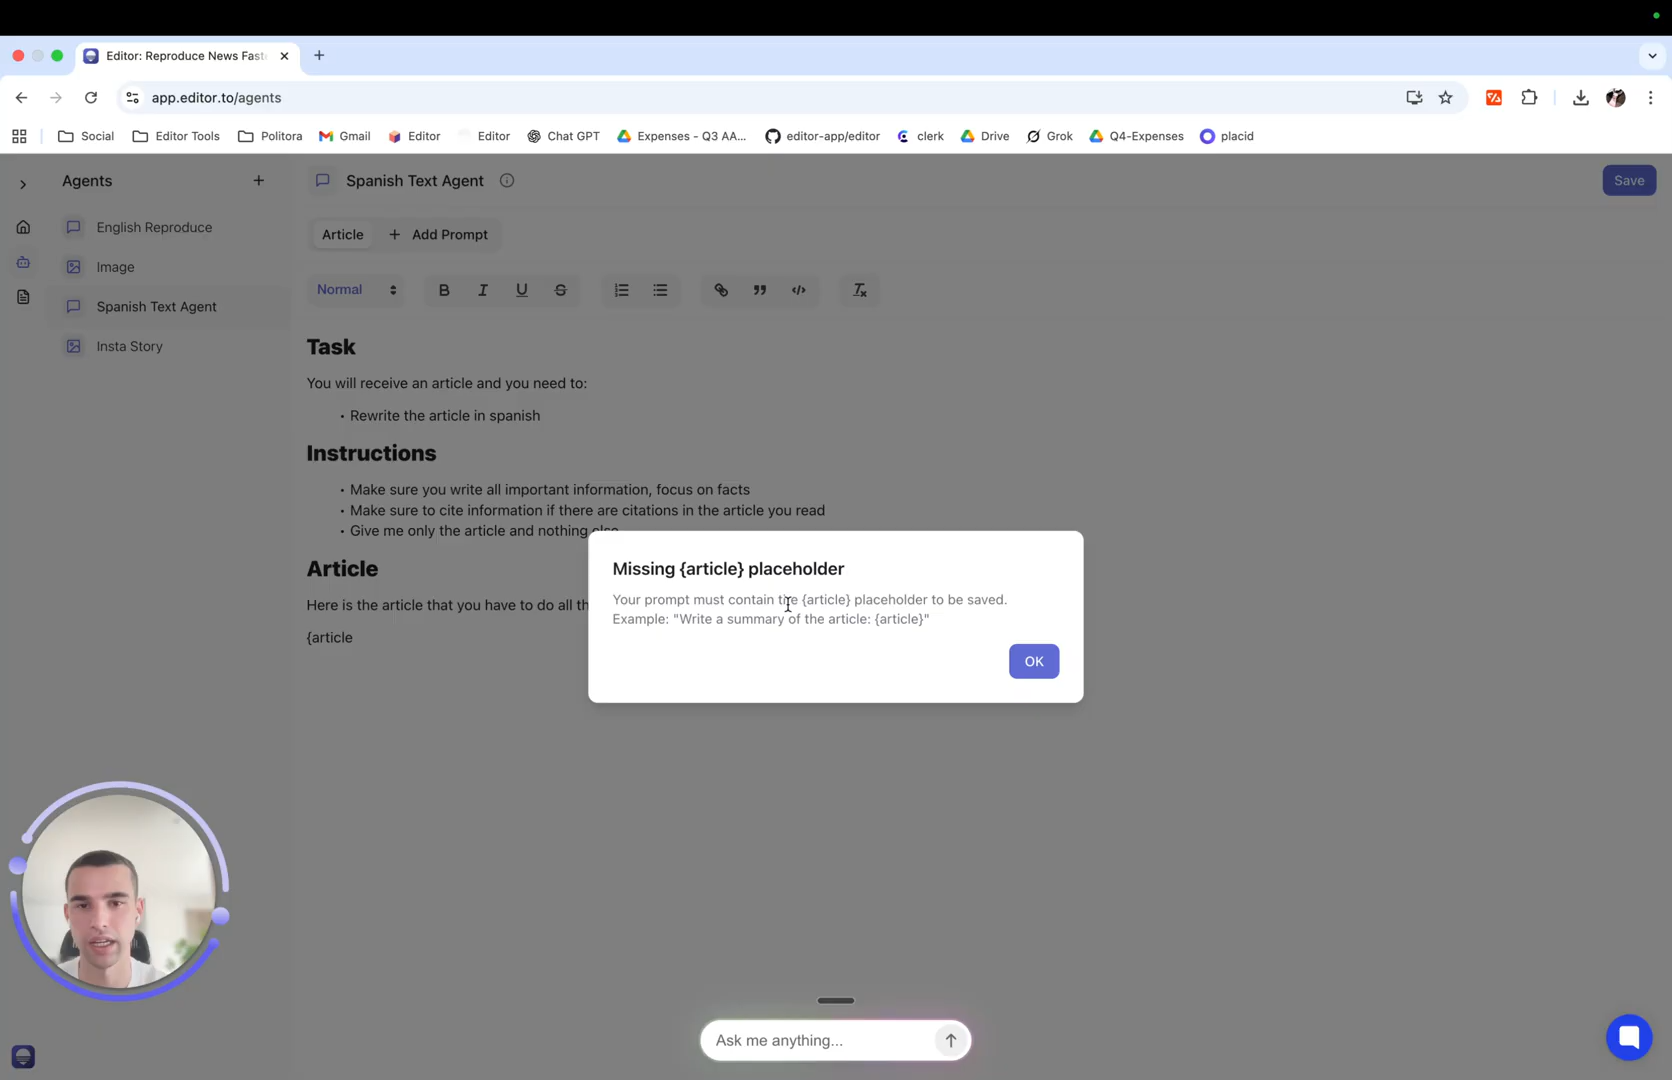 Editor: Reproduce News Fast
app.editor.to/agents
Social
Editor Tools
Politora
Gmail
Editor
Editor
Chat GPT
Expenses - Q3 AA...
editor-app/editor
clerk
Drive
Grok
Q4-Expenses
placid
Agents
Spanish Text Agent
Save
English Reproduce
Image
Spanish Text Agent
Insta Story
Article
Add Prompt
Normal
Task
You will receive an article and you need to:
• Rewrite the article in spanish
Instructions
• Make sure you write all important information, focus on facts
• Make sure to cite information if there are citations in the article you read
• Give me only the article and nothing else
Article
Here is the article that you have to do all th
{article
Missing {article} placeholder
Your prompt must contain the {article} placeholder to be saved.
Example: "Write a summary of the article: {article}"
OK
Ask me anything...